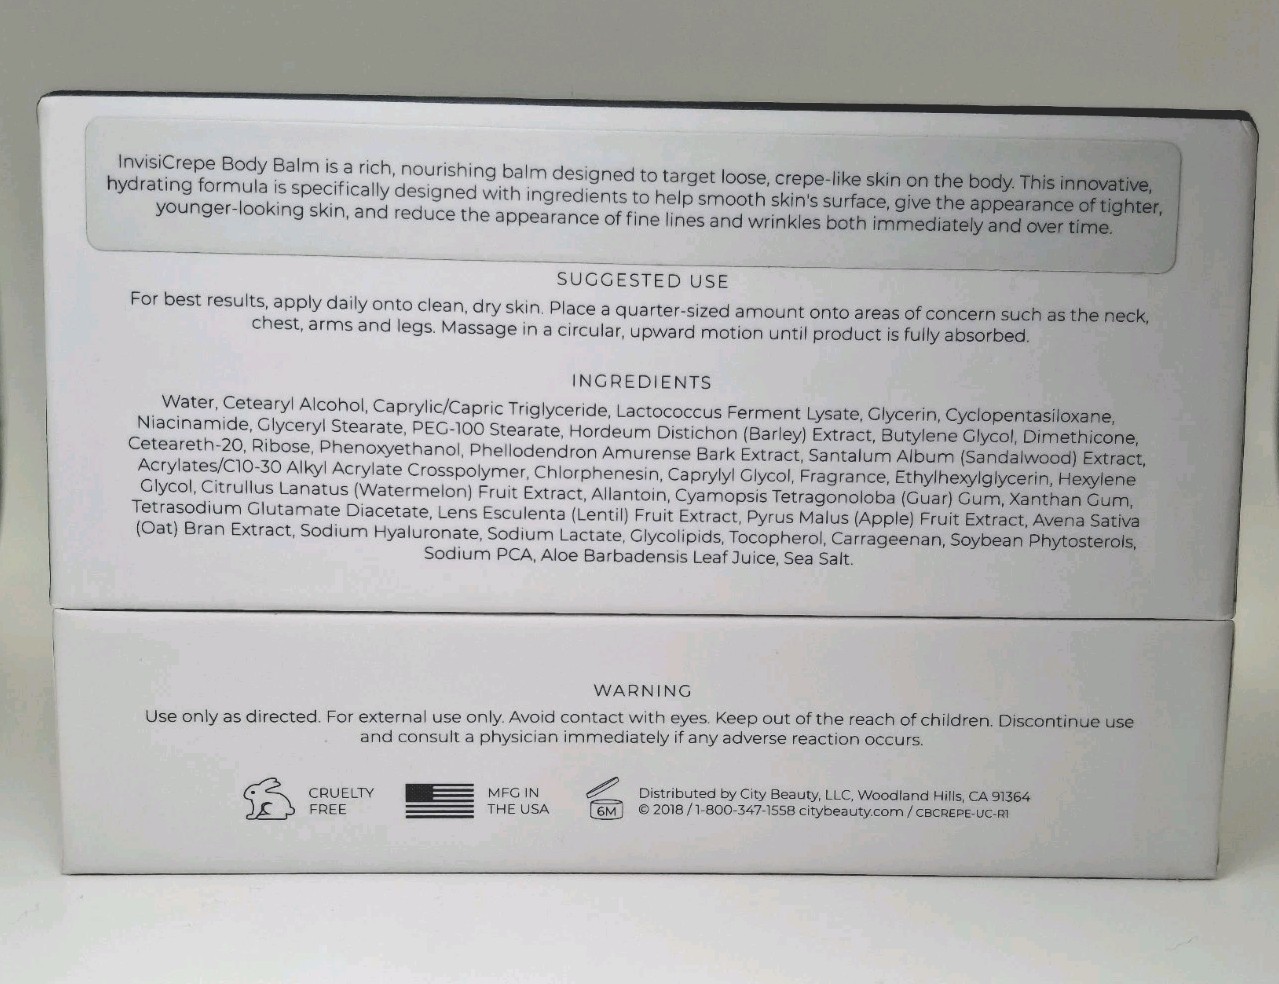 InvisiCrepe Body Balm is a rich, nourishing balm designed to target loose, crepe-like skin on the body. This innovative,
hydrating formula is specifically designed with ingredients to help smooth skin's surface, give the appearance of tighter,
younger-looking skin, and reduce the appearance of fine lines and wrinkles both immediately and over time.
SUGGESTED USE
For best results, apply daily onto clean, dry skin. Place a quarter-sized amount onto areas of concern such as the neck,
chest, arms and legs. Massage in a circular, upward motion until product is fully absorbed.
INGREDIENTS
Water, Cetearyl Alcohol, Caprylic/Capric Triglyceride, Lactococcus Ferment Lysate, Glycerin, Cyclopentasiloxane,
Niacinamide, Glyceryl Stearate, PEG-100 Stearate, Hordeum Distichon (Barley) Extract, Butylene Glycol, Dimethicone,
Ceteareth-20, Ribose, Phenoxyethanol, Phellodendron Amurense Bark Extract, Santalum Album (Sandalwood) Extract,
Acrylates/C10-30 Alkyl Acrylate Crosspolymer, Chlorphenesin, Caprylyl Glycol, Fragrance, Ethylhexylglycerin, Hexylene
Glycol, Citrullus Lanatus (Watermelon) Fruit Extract, Allantoin, Cyamopsis Tetragonoloba (Guar) Gum, Xanthan Gum,
Tetrasodium Glutamate Diacetate, Lens Esculenta (Lentil) Fruit Extract, Pyrus Malus (Apple) Fruit Extract, Avena Sativa
(Oat) Bran Extract, Sodium Hyaluronate, Sodium Lactate, Glycolipids, Tocopherol, Carrageenan, Soybean Phytosterols,
Sodium PCA, Aloe Barbadensis Leaf Juice, Sea Salt.
WARNING
Use only as directed. For external use only. Avoid contact with eyes. Keep out of the reach of children. Discontinue use
and consult a physician immediately if any adverse reaction occurs.
CRUELTY
FREE
MFG IN
THE USA
6M
Distributed by City Beauty, LLC, Woodland Hills, CA 91364
© 2018 / 1-800-347-1558 citybeauty.com / CBCREPE-UC-R1